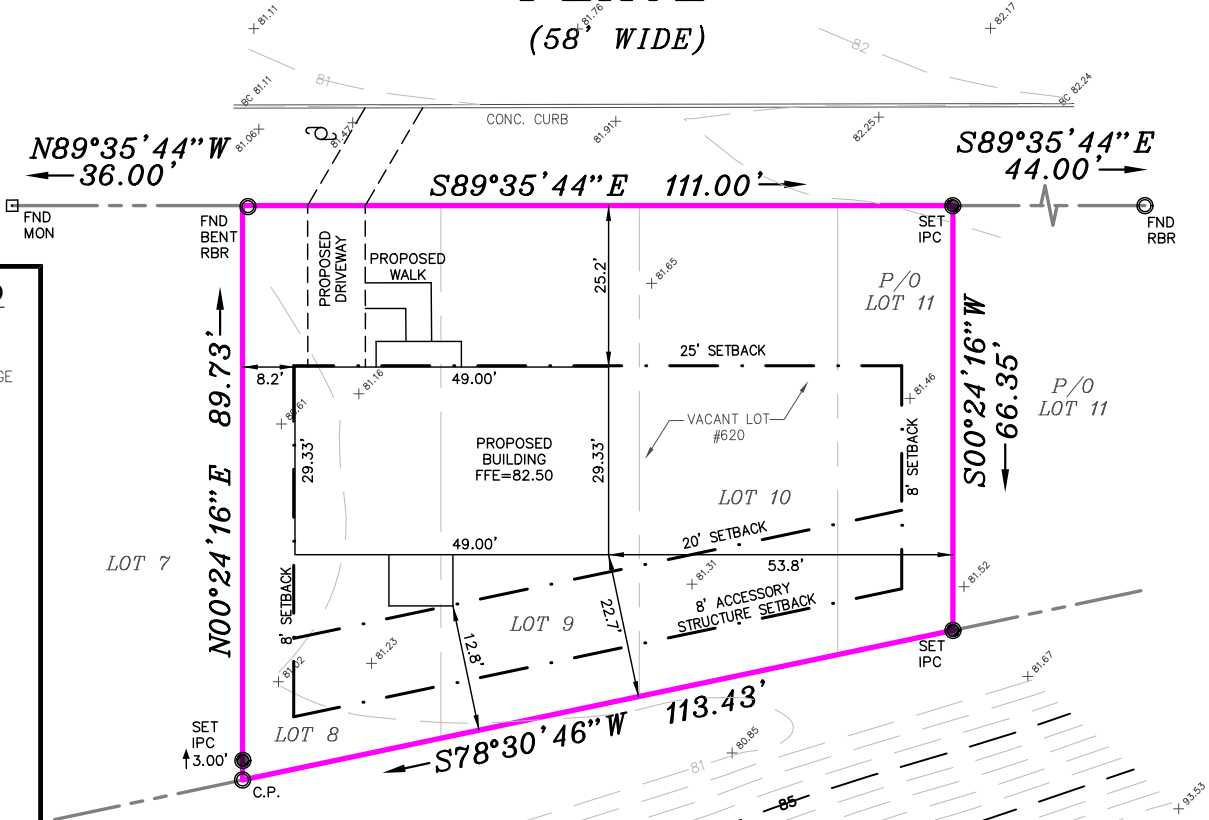 (58' WIDE)
81.11
81.76
82.17
81
82
BC 81.11
BC 82.24
CONC. CURB
81.06
81.47
81.91
82.25
N89°35'44"W
36.00'
S89°35'44"E 111.00'
S89°35'44"E
44.00'
FND
MON
FND
BENT
RBR
SET
IPC
FND
RBR
PROPOSED
DRIVEWAY
PROPOSED
WALK
25.2'
81.65
P/O
LOT 11
N00°24'16"E 89.73'
S00°24'16"W
66.35'
P/O
LOT 11
GE
25' SETBACK
8.2'
81.16
49.00'
81.46
VACANT LOT
#620
29.33'
PROPOSED
BUILDING
FFE=82.50
29.33'
8' SETBACK
LOT 10
20' SETBACK
49.00'
53.8'
LOT 7
8' SETBACK
81.31
81.52
8' ACCESSORY
STRUCTURE SETBACK
LOT 9
22.7'
12.8'
81.23
SET
IPC
81.67
LOT 8
S78°30'46"W 113.43'
SET
IPC
3.00'
C.P.
80.85
81
85
93.53